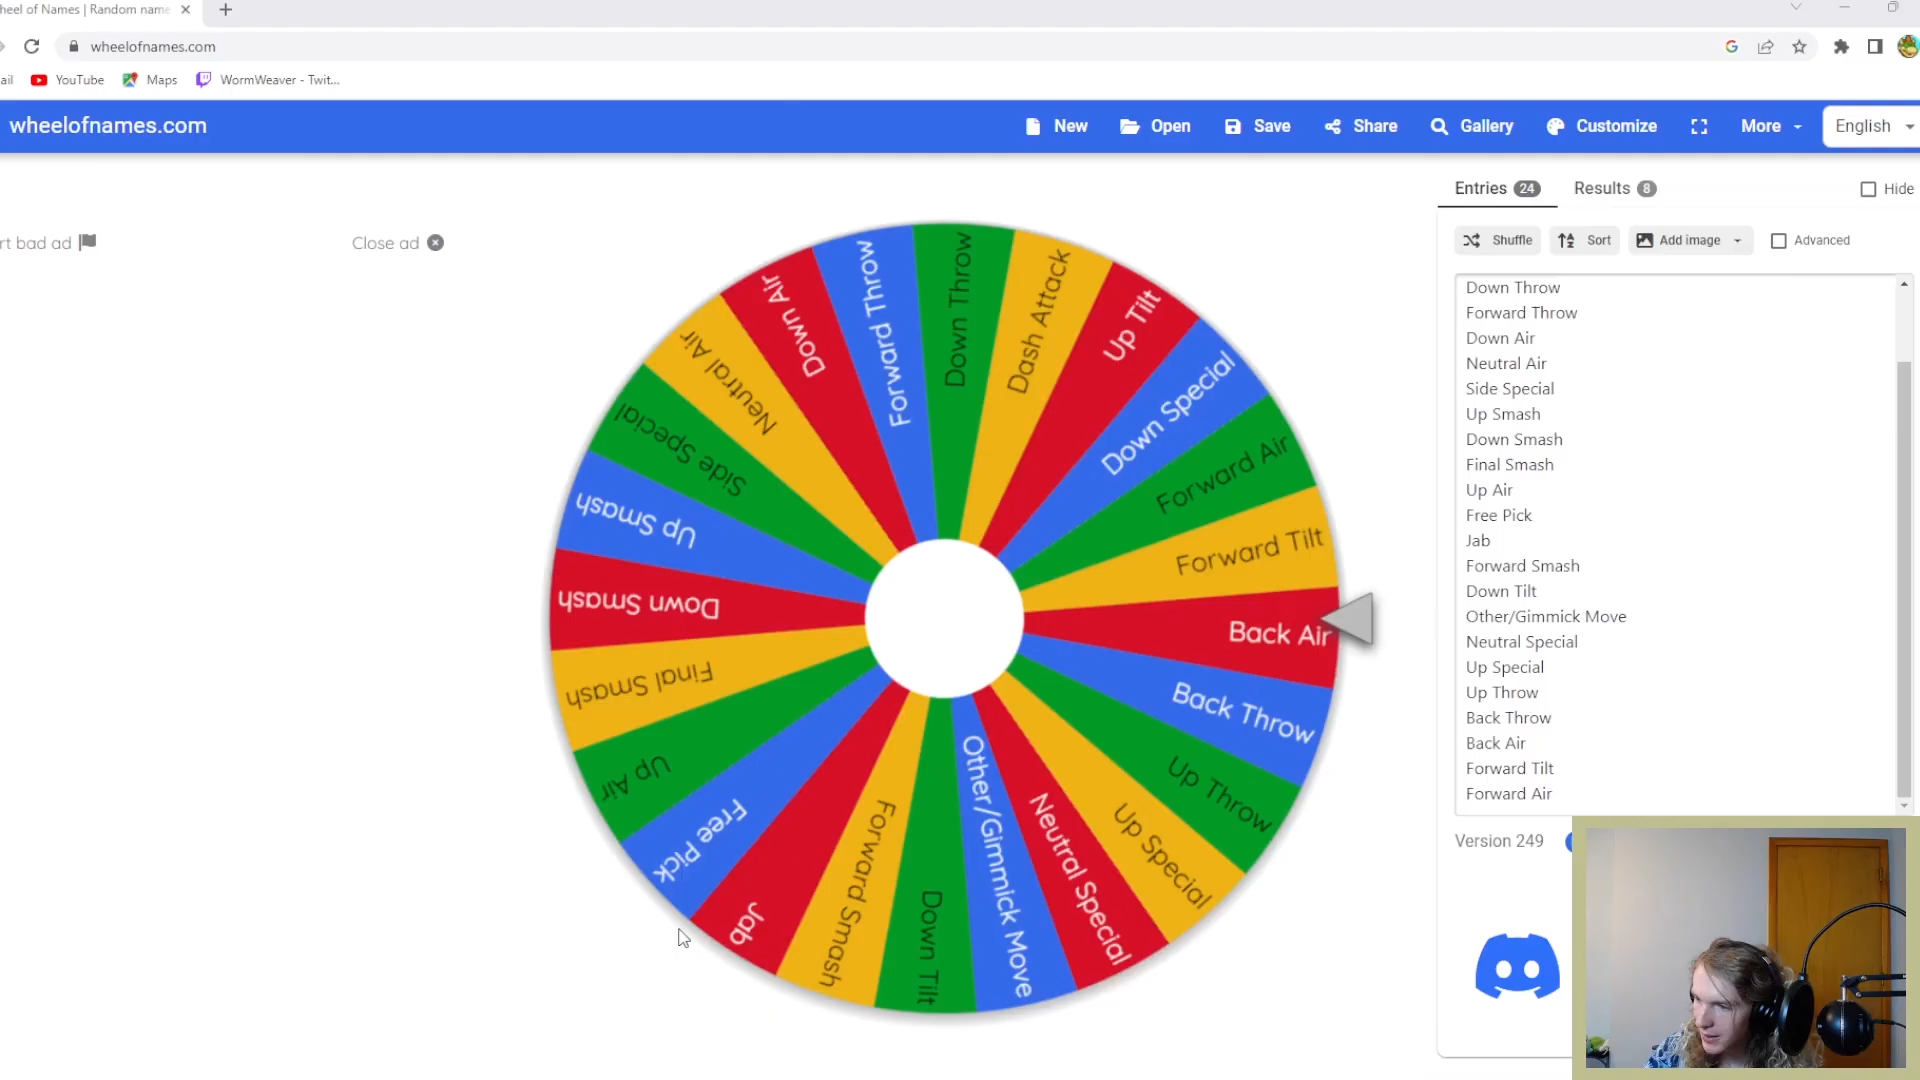 heel of Names | Random name
wheelofnames.com
ail YouTube Maps WormWeaver - Twit...
wheelofnames.com New Open Save Share Gallery Customize More English
rt bad ad Close ad
Entries 24 Results 8 Hide
Shuffle Sort Add image Advanced
Down Throw
Forward Throw
Down Air
Neutral Air
Side Special
Up Smash
Down Smash
Final Smash
Up Air
Free Pick
Jab
Forward Smash
Down Tilt
Other/Gimmick Move
Neutral Special
Up Special
Up Throw
Back Throw
Back Air
Forward Tilt
Forward Air
Version 249
Down Throw
Dash Attack
Up Tilt
Down Special
Forward Air
Forward Tilt
Back Air
Back Throw
Up Throw
Up Special
Neutral Special
Other/Gimmick Move
Down Tilt
Forward Smash
Jab
Free Pick
Up Air
Final Smash
Down Smash
Up Smash
Side Special
Neutral Air
Down Air
Forward Throw